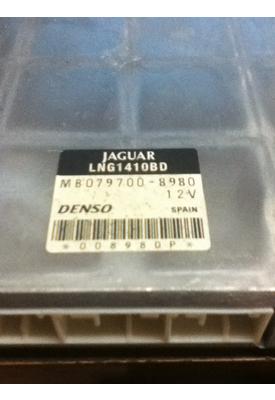 JAGUAR
LNG1410BD
MB079700-8980
12V
DENSO SPAIN
*008980P*